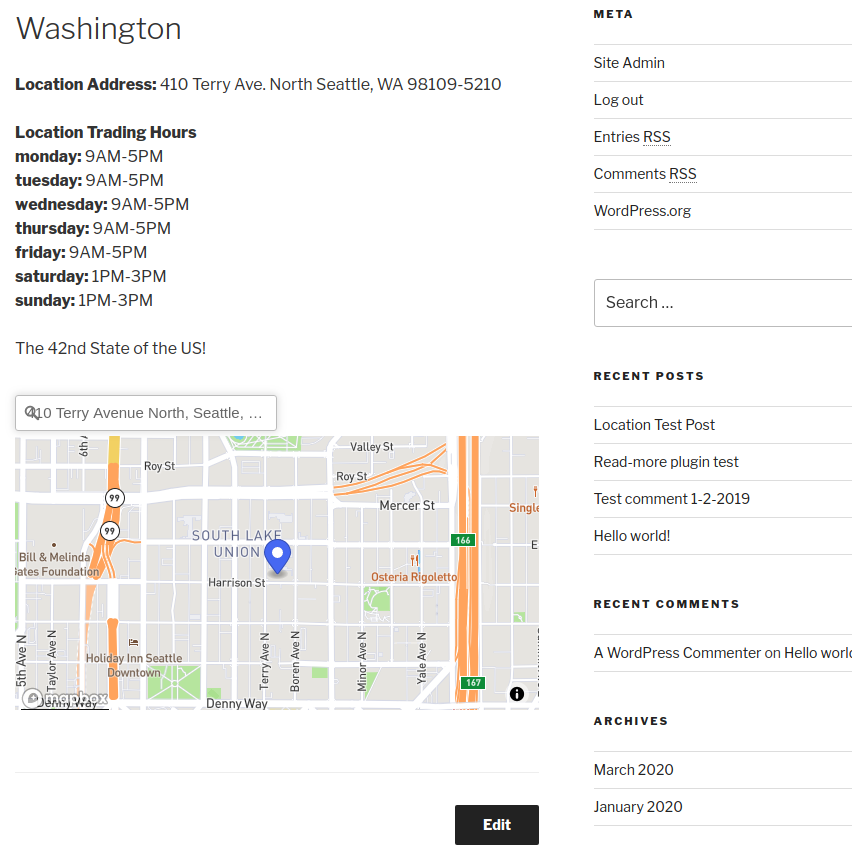 Washington
Location Address: 410 Terry Ave. North Seattle, WA 98109-5210
Location Trading Hours
monday: 9AM-5PM
tuesday: 9AM-5PM
wednesday: 9AM-5PM
thursday: 9AM-5PM
friday: 9AM-5PM
saturday: 1PM-3PM
sunday: 1PM-3PM
The 42nd State of the US!
410 Terry Avenue North, Seattle, …
6th A
Valley St
Roy St
Roy St
99
Mercer St
Single
99
SOUTH LAKE
UNION
166
E
Bill & Melinda
Gates Foundation
Harrison St
Osteria Rigoletto
5th Ave N
Taylor Ave N
Holiday Inn Seattle
Downtown
Terry Ave N
Boren Ave N
Minor Ave N
Yale Ave N
167
mapbox
Denny Way
Denny Way
Edit
META
Site Admin
Log out
Entries RSS
Comments RSS
WordPress.org
Search …
RECENT POSTS
Location Test Post
Read-more plugin test
Test comment 1-2-2019
Hello world!
RECENT COMMENTS
A WordPress Commenter on Hello world
ARCHIVES
March 2020
January 2020